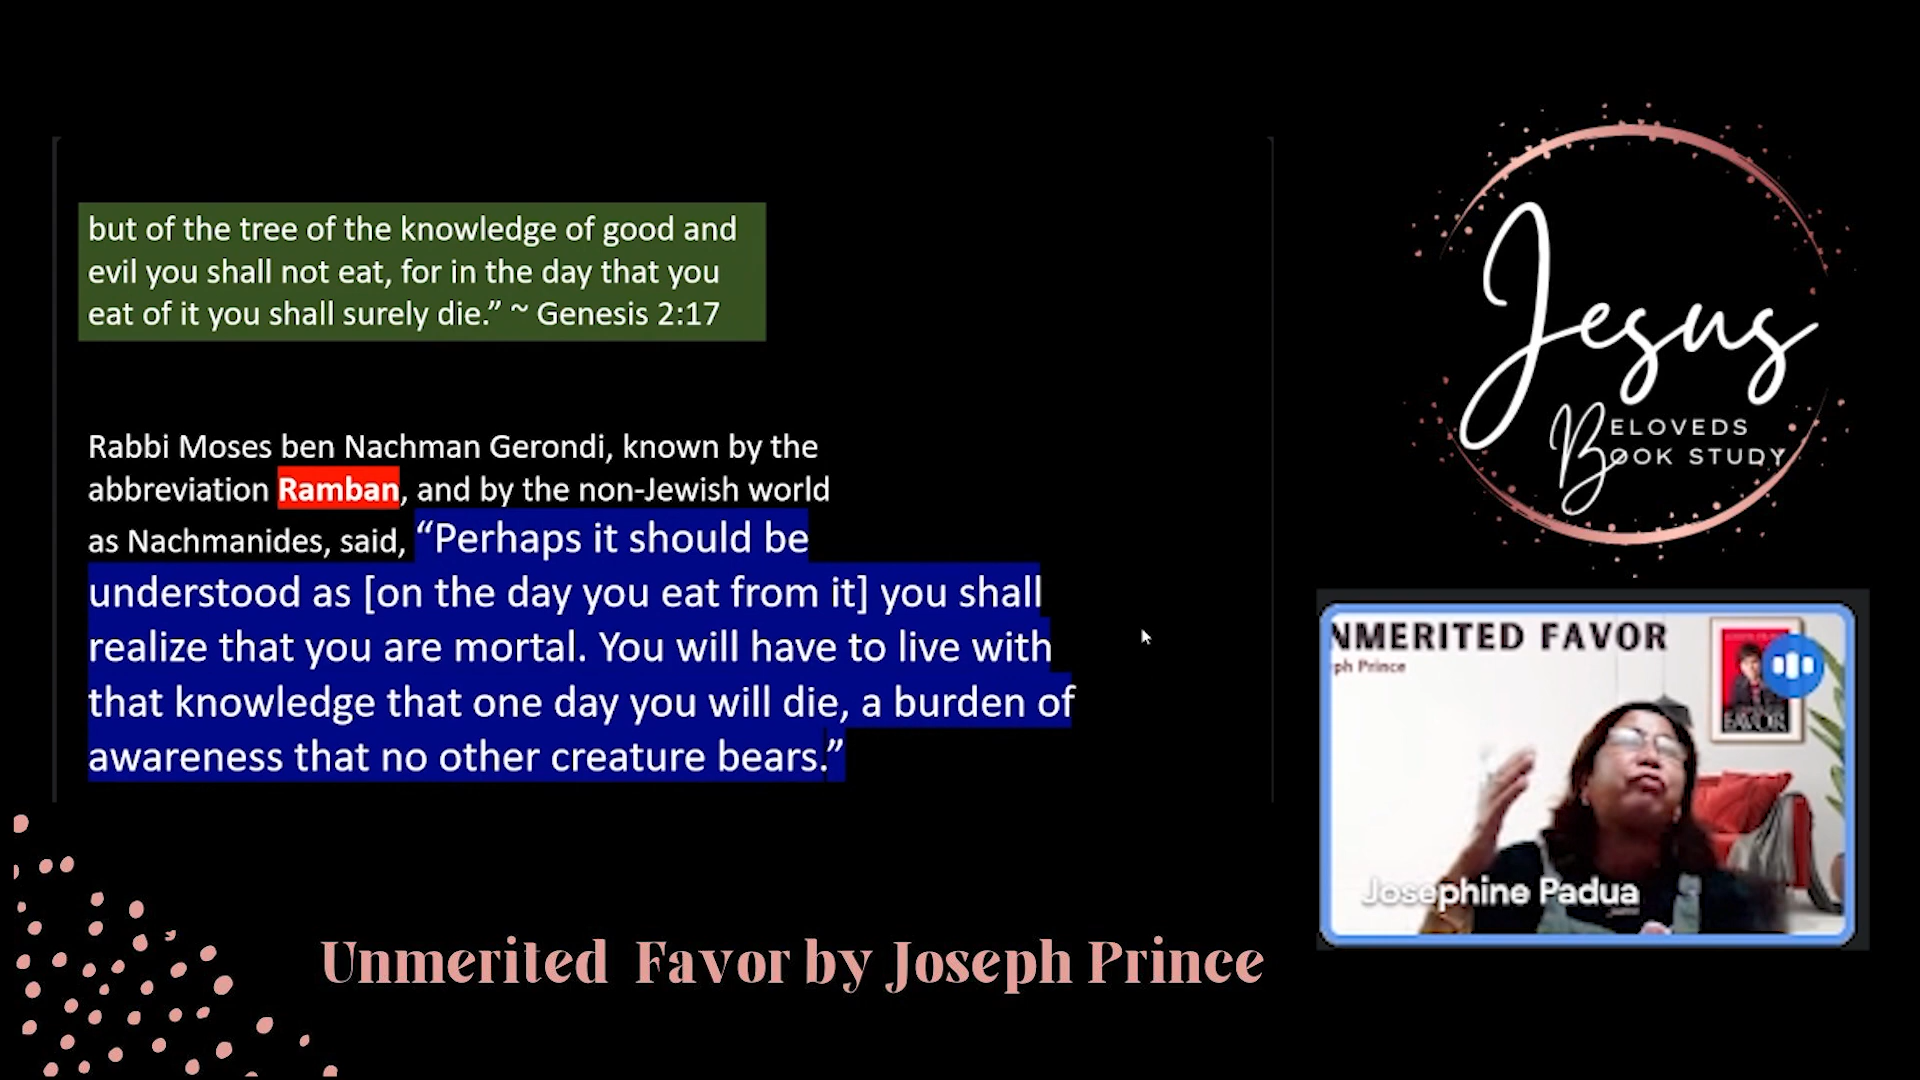 but of the tree of the knowledge of good and
evil you shall not eat, for in the day that you
eat of it you shall surely die.” ~ Genesis 2:17
Rabbi Moses ben Nachman Gerondi, known by the
abbreviation Ramban, and by the non-Jewish world
as Nachmanides, said, “Perhaps it should be
understood as [on the day you eat from it] you shall
realize that you are mortal. You will have to live with
that knowledge that one day you will die, a burden of
awareness that no other creature bears.”
Jesus
BELOVEDS
BOOK STUDY
NMERITED FAVOR
ph Prince
FAVOR
Josephine Padua
Unmerited Favor by Joseph Prince